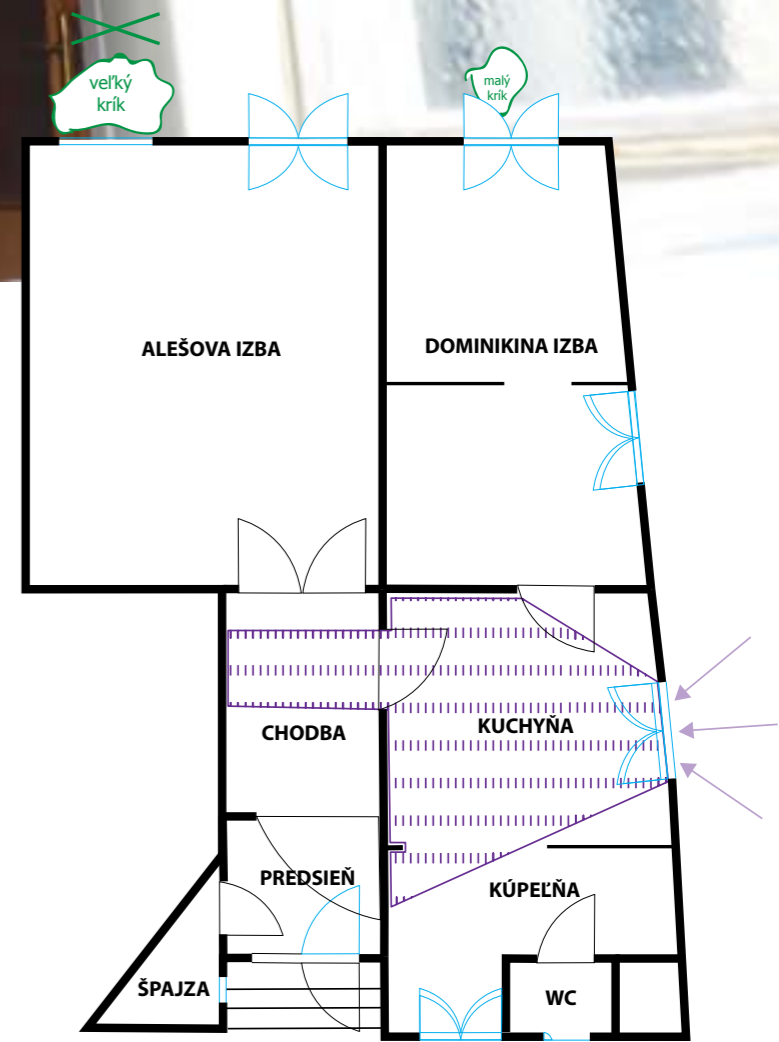 veľký
krík
malý
krík
ALEŠOVA IZBA
DOMINIKINA IZBA
CHODBA
KUCHYŇA
PREDSIEŇ
KÚPEĽŇA
ŠPAJZA
WC